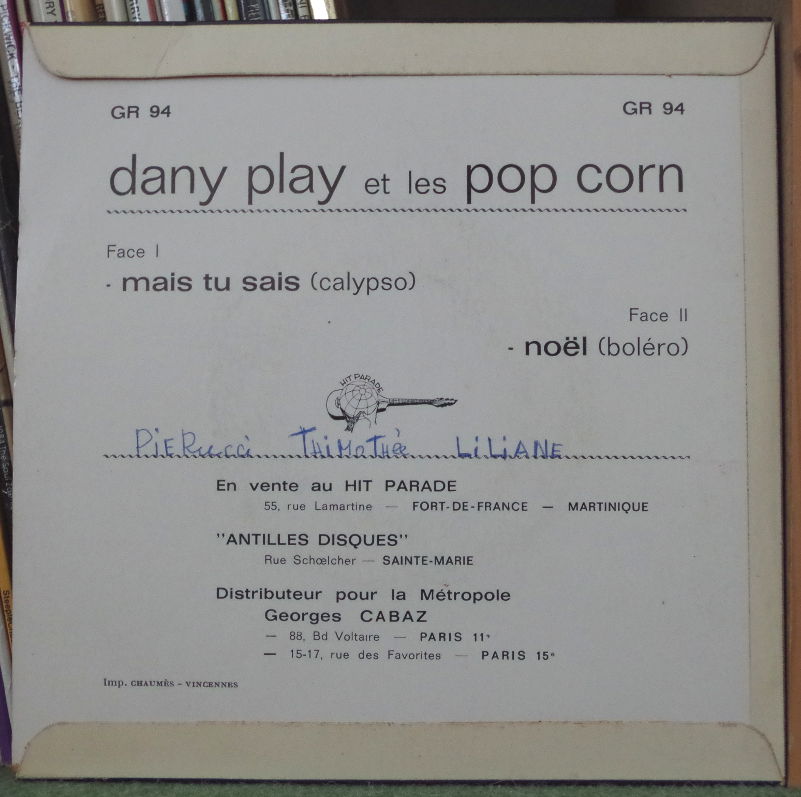 GR 94
GR 94
dany play et les pop corn
Face I
- mais tu sais (calypso)
Face II
- noël (boléro)
HIT PARADE
PiERucci THiMoThée LiLiANE
En vente au HIT PARADE
55, rue Lamartine — FORT-DE-FRANCE — MARTINIQUE
"ANTILLES DISQUES"
Rue Schœlcher — SAINTE-MARIE
Distributeur pour la Métropole
Georges CABAZ
— 88, Bd Voltaire — PARIS 11e
— 15-17, rue des Favorites — PARIS 15e
Imp. CHAUMÈS - VINCENNES